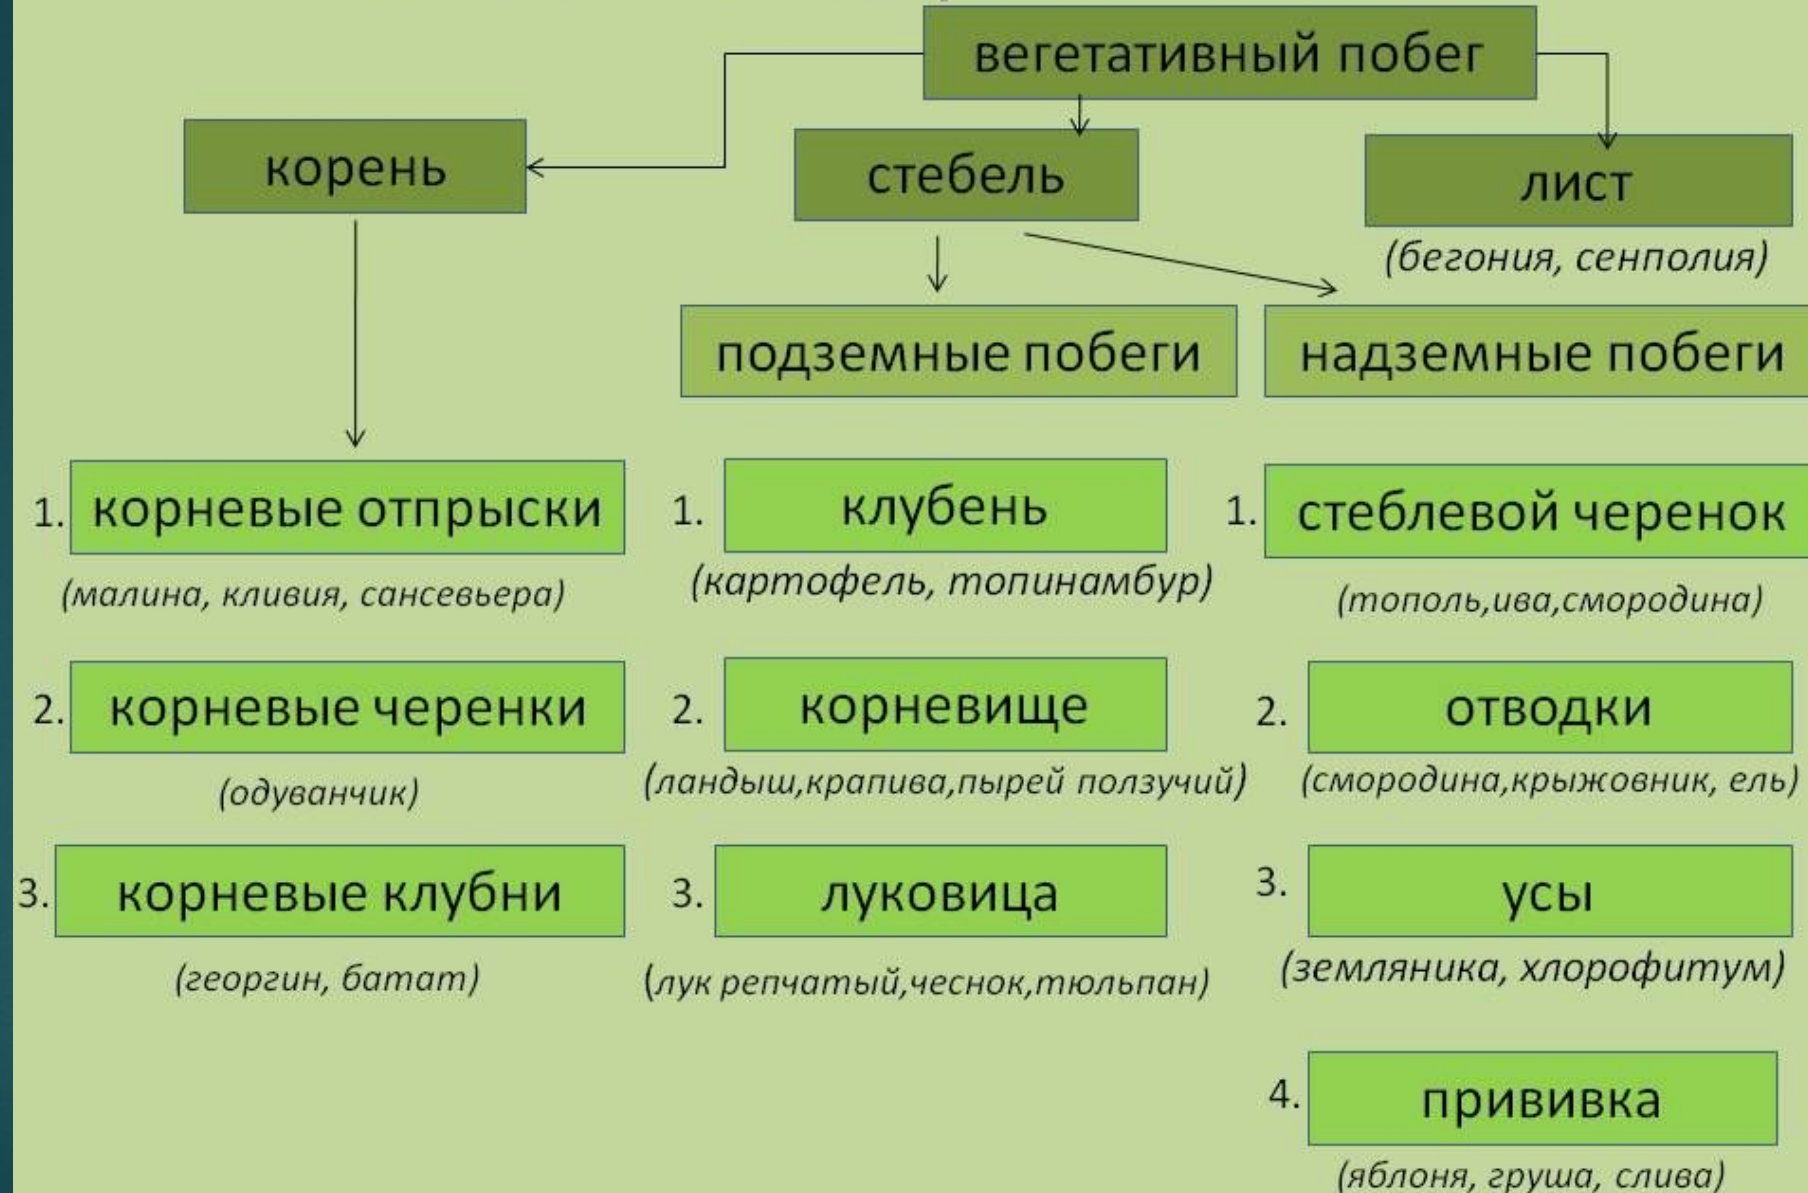 вегетативный побег
корень
стебель
лист
(бегония, сенполия)
подземные побеги
надземные побеги
1. корневые отпрыски
(малина, кливия, сансевьера)
2. корневые черенки
(одуванчик)
3. корневые клубни
(георгин, батат)
1. клубень
(картофель, топинамбур)
2. корневище
(ландыш,крапива,пырей ползучий)
3. луковица
(лук репчатый,чеснок,тюльпан)
1. стеблевой черенок
(тополь,ива,смородина)
2. отводки
(смородина,крыжовник, ель)
3. усы
(земляника, хлорофитум)
4. прививка
(яблоня, груша, слива)